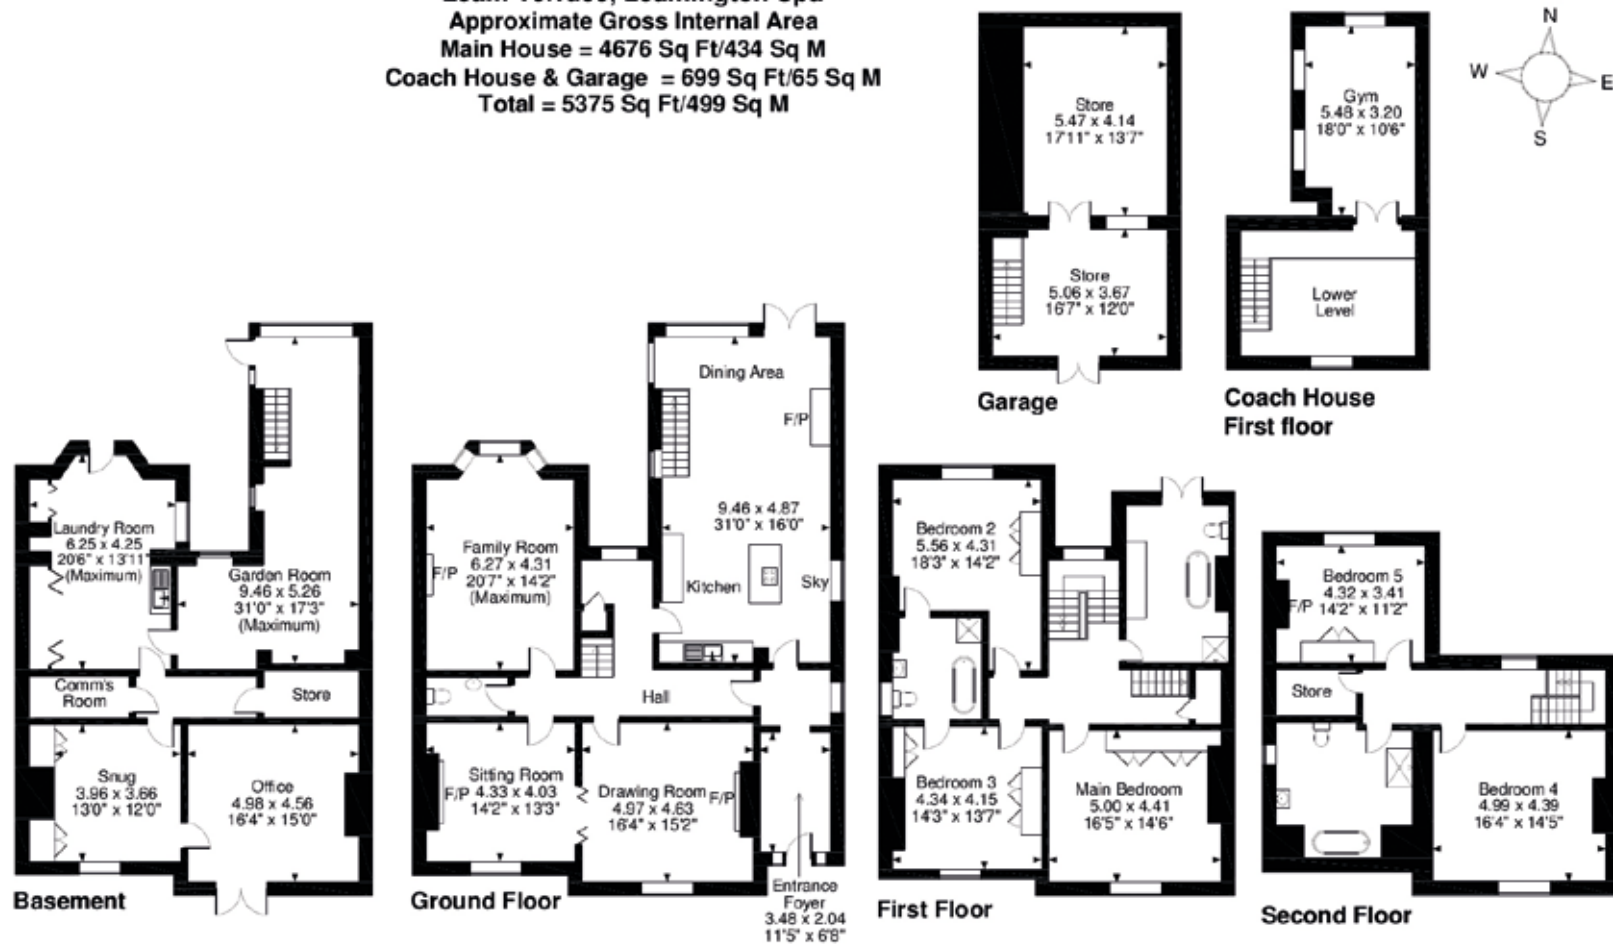 Leam Terrace, Leamington Spa
Approximate Gross Internal Area
Main House = 4676 Sq Ft/434 Sq M
Coach House & Garage = 699 Sq Ft/65 Sq M
Total = 5375 Sq Ft/499 Sq M
N
W
E
S
Store
5.47 x 4.14
17'11" x 13'7"
Store
5.06 x 3.67
16'7" x 12'0"
Garage
Gym
5.48 x 3.20
18'0" x 10'6"
Lower
Level
Coach House
First floor
Laundry Room
6.25 x 4.25
20'6" x 13'11"
(Maximum)
Garden Room
9.46 x 5.26
31'0" x 17'3"
(Maximum)
Comm's
Room
Store
Snug
3.96 x 3.66
13'0" x 12'0"
Office
4.98 x 4.56
16'4" x 15'0"
Basement
Dining Area
F/P
9.46 x 4.87
31'0" x 16'0"
Kitchen
Sky
Family Room
6.27 x 4.31
20'7" x 14'2"
(Maximum)
F/P
Hall
Sitting Room
4.33 x 4.03
14'2" x 13'3"
F/P
Drawing Room
4.97 x 4.63
16'4" x 15'2"
F/P
Entrance
Foyer
3.48 x 2.04
11'5" x 6'8"
Ground Floor
Bedroom 2
5.56 x 4.31
18'3" x 14'2"
Bedroom 3
4.34 x 4.15
14'3" x 13'7"
Main Bedroom
5.00 x 4.41
16'5" x 14'6"
First Floor
Bedroom 5
4.32 x 3.41
14'2" x 11'2"
F/P
Store
Bedroom 4
4.99 x 4.39
16'4" x 14'5"
Second Floor